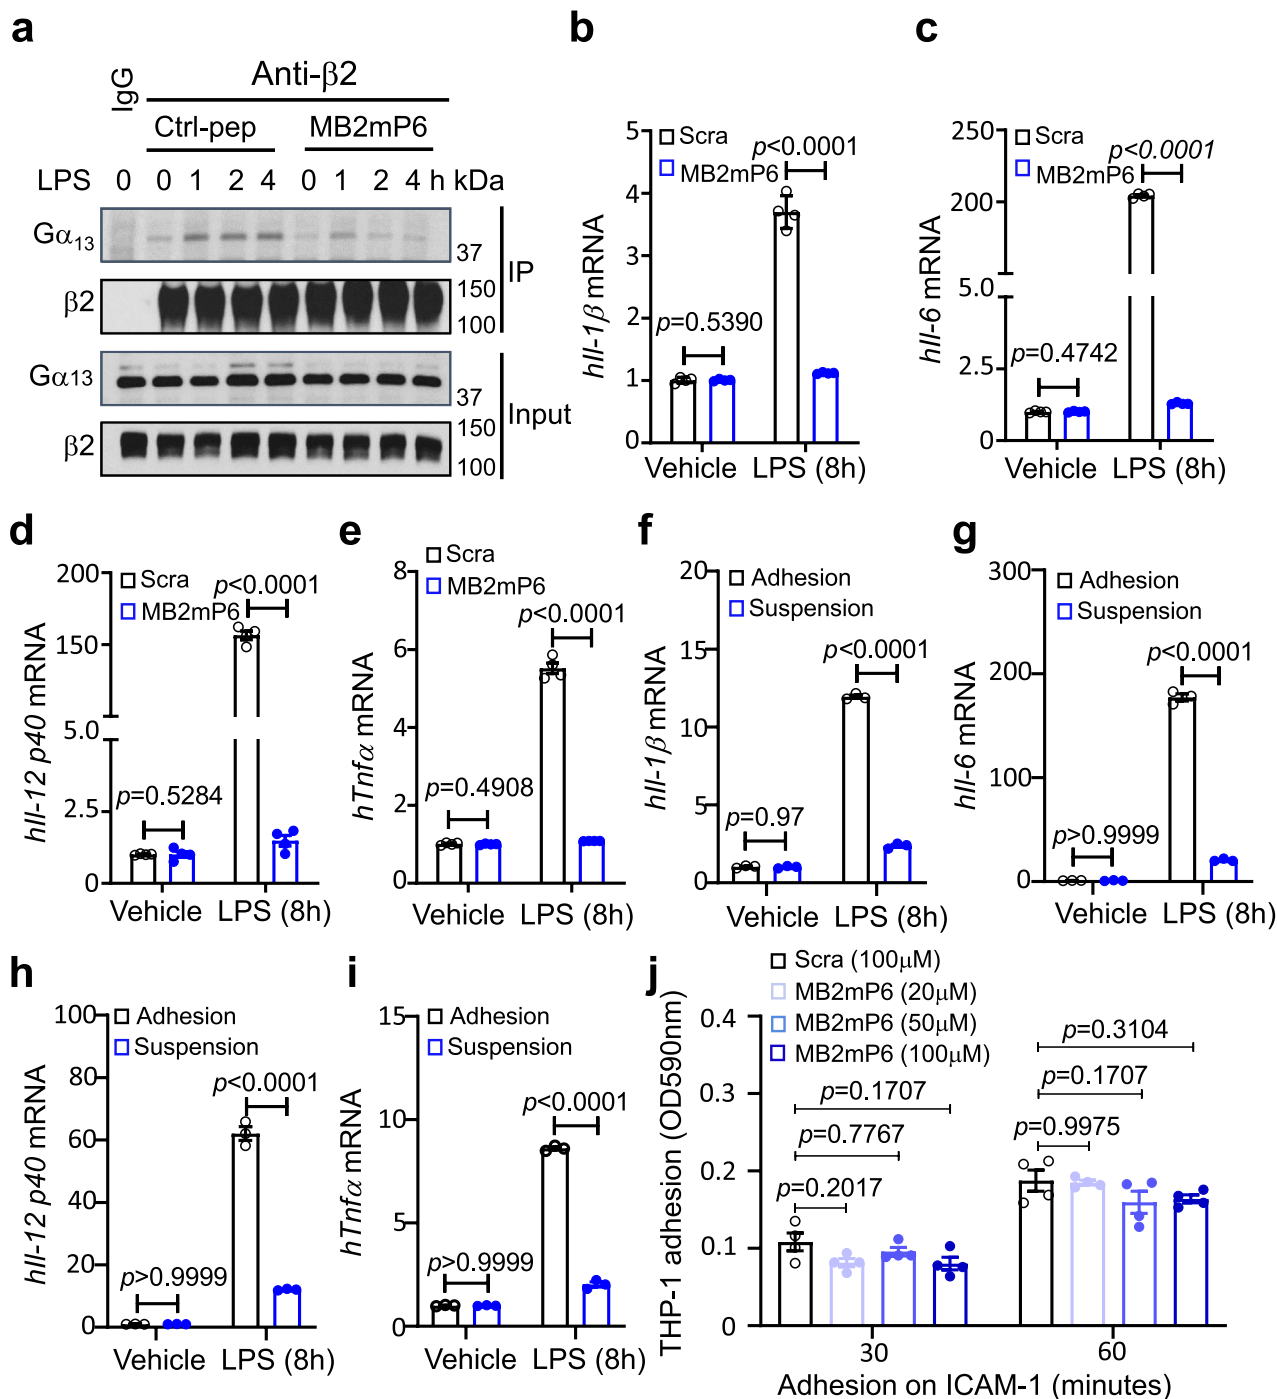 a
IgG
Anti-β2
Ctrl-pep MB2mP6
LPS 0 0 1 2 4 0 1 2 4 h kDa
Gα13
37
IP
β2
150
100
Gα13
37
Input
β2
150
100
b
Scra
MB2mP6
p<0.0001
p=0.5390
hIl-1β mRNA
5
4
3
2
1
0
Vehicle LPS (8h)
c
Scra
MB2mP6
p<0.0001
p=0.4742
hIl-6 mRNA
250
200
5.0
2.5
0
Vehicle LPS (8h)
d
Scra
MB2mP6
p<0.0001
p=0.5284
hIl-12 p40 mRNA
200
150
5.0
2.5
0
Vehicle LPS (8h)
e
Scra
MB2mP6
p<0.0001
p=0.4908
hTnfα mRNA
8
6
4
2
0
Vehicle LPS (8h)
f
Adhesion
Suspension
p<0.0001
p=0.97
hIl-1β mRNA
20
15
10
5
0
Vehicle LPS (8h)
g
Adhesion
Suspension
p<0.0001
p>0.9999
hIl-6 mRNA
300
200
100
0
Vehicle LPS (8h)
h
Adhesion
Suspension
p<0.0001
p>0.9999
hIl-12 p40 mRNA
100
80
60
40
20
0
Vehicle LPS (8h)
i
Adhesion
Suspension
p<0.0001
p>0.9999
hTnfα mRNA
15
10
5
0
Vehicle LPS (8h)
j
Scra (100μM)
MB2mP6 (20μM)
MB2mP6 (50μM)
MB2mP6 (100μM)
p=0.1707
p=0.7767
p=0.2017
p=0.3104
p=0.1707
p=0.9975
THP-1 adhesion (OD590nm)
0.4
0.3
0.2
0.1
0
30 60
Adhesion on ICAM-1 (minutes)